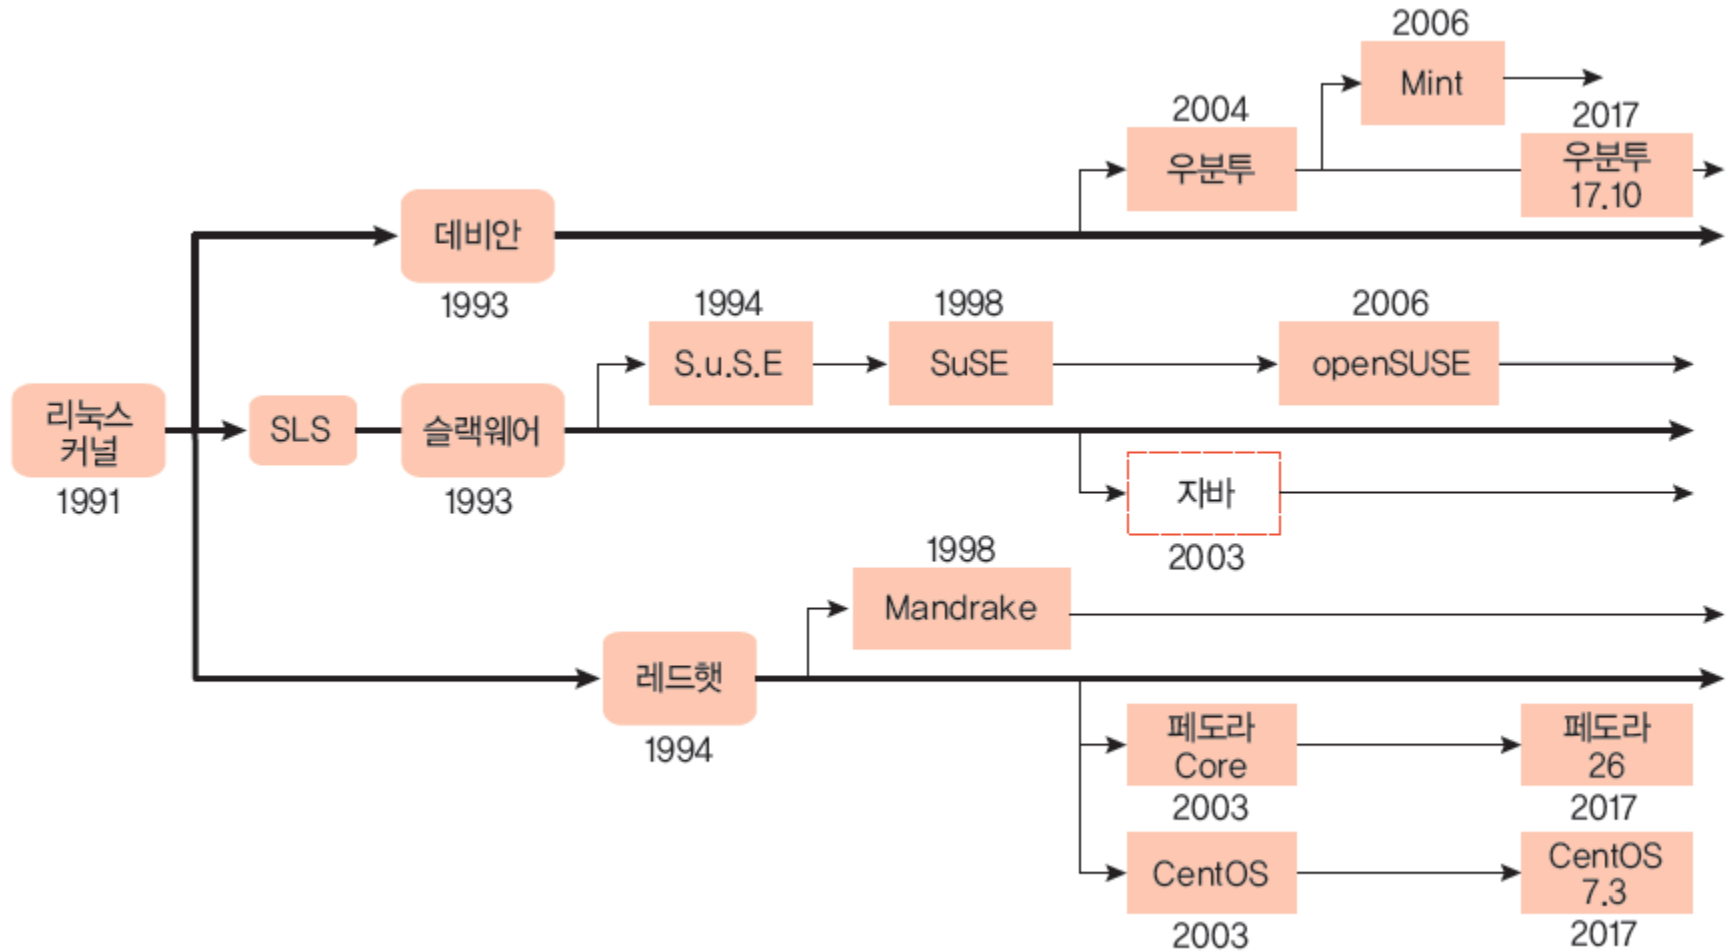 2006
Mint
2004
2017
우분투
우분투
17.10
데비안
1993
1994
1998
2006
S.u.S.E
SuSE
openSUSE
리눅스
커널
SLS
슬랙웨어
1991
1993
자바
2003
1998
Mandrake
레드햇
1994
페도라
Core
페도라
26
2003
2017
CentOS
CentOS
7.3
2003
2017